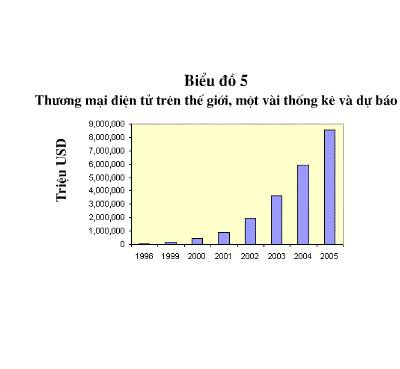 Biểu đồ 5
Thương mại điện tử trên thế giới, một vài thống kê và dự báo
Triệu USD
9,000,000
8,000,000
7,000,000
6,000,000
5,000,000
4,000,000
3,000,000
2,000,000
1,000,000
0
1998 1999 2000 2001 2002 2003 2004 2005